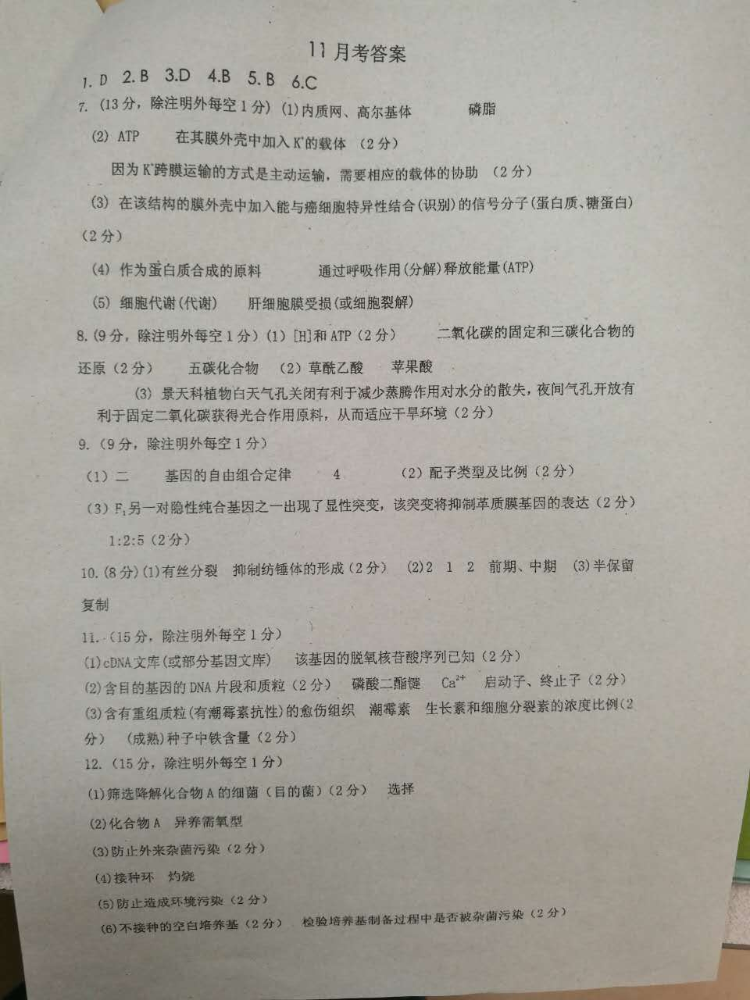 11月考答案
1. D 2. B 3.D 4.B 5. B 6.C
7. (13分，除注明外每空1分) (1)内质网、高尔基体 磷脂
(2) ATP 在其膜外壳中加入K⁺的载体 （2分）
因为K⁺跨膜运输的方式是主动运输，需要相应的载体的协助 （2分）
(3) 在该结构的膜外壳中加入能与癌细胞特异性结合(识别)的信号分子(蛋白质、糖蛋白)
（2分）
(4) 作为蛋白质合成的原料 通过呼吸作用(分解)释放能量(ATP)
(5) 细胞代谢(代谢) 肝细胞膜受损(或细胞裂解)
8.(9分，除注明外每空1分）(1）[H]和ATP（2分） 二氧化碳的固定和三碳化合物的
还原（2分） 五碳化合物 （2）草酰乙酸 苹果酸
(3) 景天科植物白天气孔关闭有利于减少蒸腾作用对水分的散失，夜间气孔开放有
利于固定二氧化碳获得光合作用原料，从而适应干旱环境（2分）
9.（9分，除注明外每空1分）
（1）二 基因的自由组合定律 4 （2）配子类型及比例（2分）
（3）F₁另一对隐性纯合基因之一出现了显性突变，该突变将抑制革质膜基因的表达（2分）
1:2:5（2分）
10.(8分)(1)有丝分裂 抑制纺锤体的形成（2分） (2)2 1 2 前期、中期 (3)半保留
复制
11.（15分，除注明外每空1分）
(1)cDNA文库(或部分基因文库) 该基因的脱氧核苷酸序列已知（2分）
(2)含目的基因的DNA片段和质粒（2分） 磷酸二酯键 Ca²⁺ 启动子、终止子（2分）
(3)含有重组质粒(有潮霉素抗性)的愈伤组织 潮霉素 生长素和细胞分裂素的浓度比例（2
分） (成熟)种子中铁含量（2分）
12.（15分，除注明外每空1分）
(1)筛选降解化合物A的细菌（目的菌）（2分） 选择
(2)化合物A 异养需氧型
(3)防止外来杂菌污染（2分）
(4)接种环 灼烧
(5)防止造成环境污染（2分）
(6)不接种的空白培养基（2分） 检验培养基制备过程中是否被杂菌污染（2分）